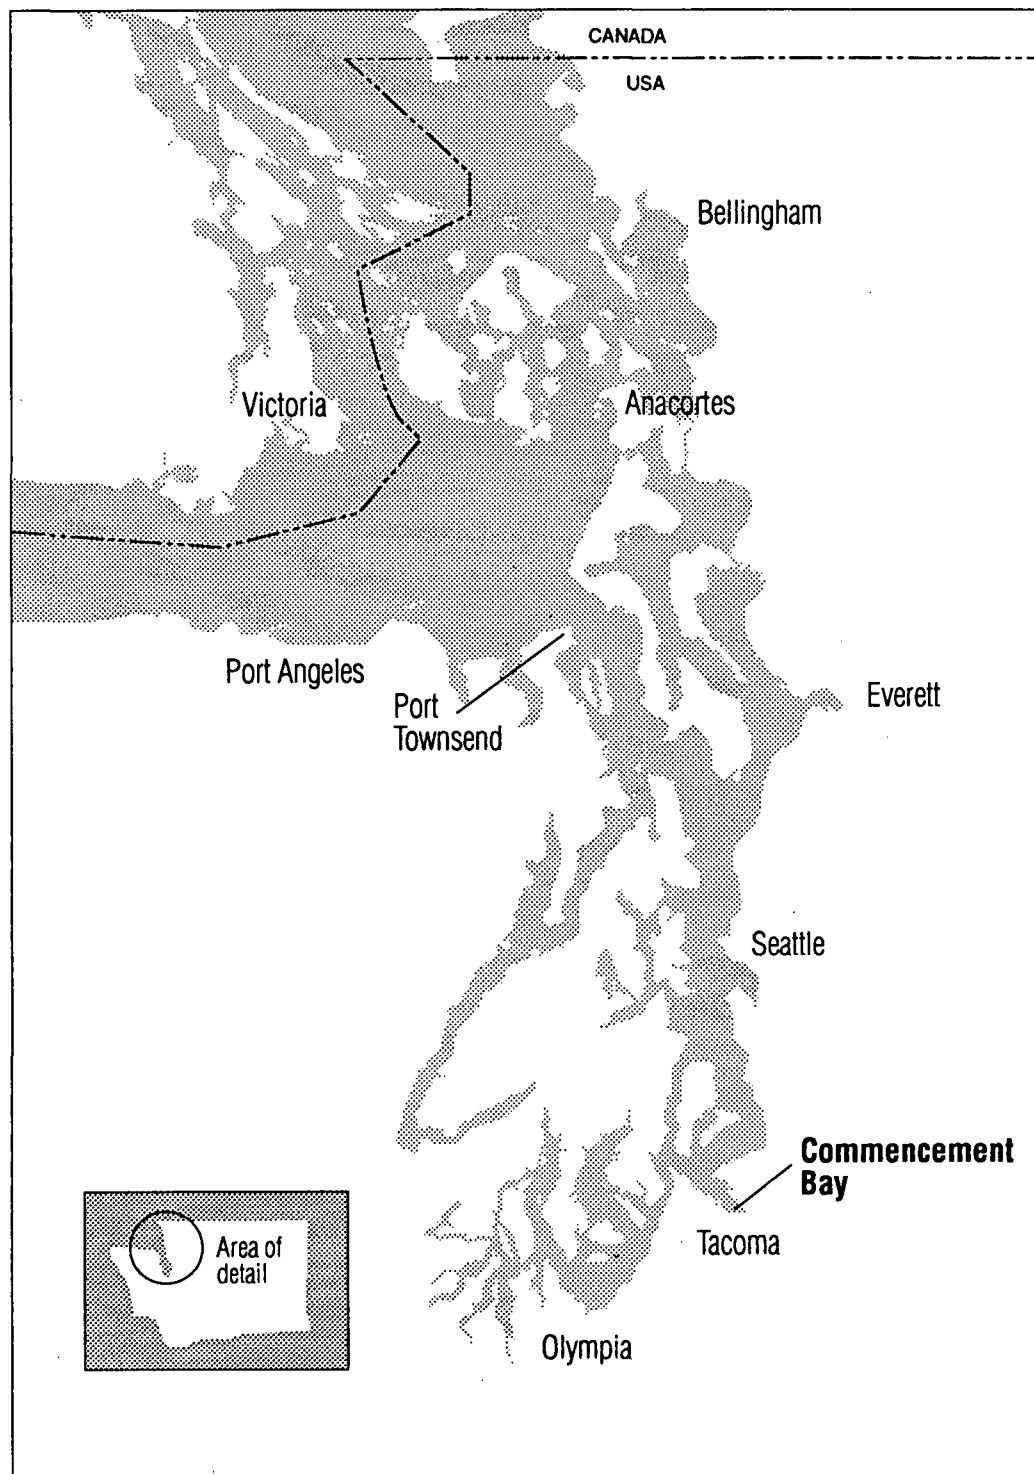 CANADA
USA
Bellingham
Victoria
Anacortes
Port Angeles
Port
Townsend
Everett
Seattle
Commencement
Bay
Tacoma
Area of
detail
Olympia